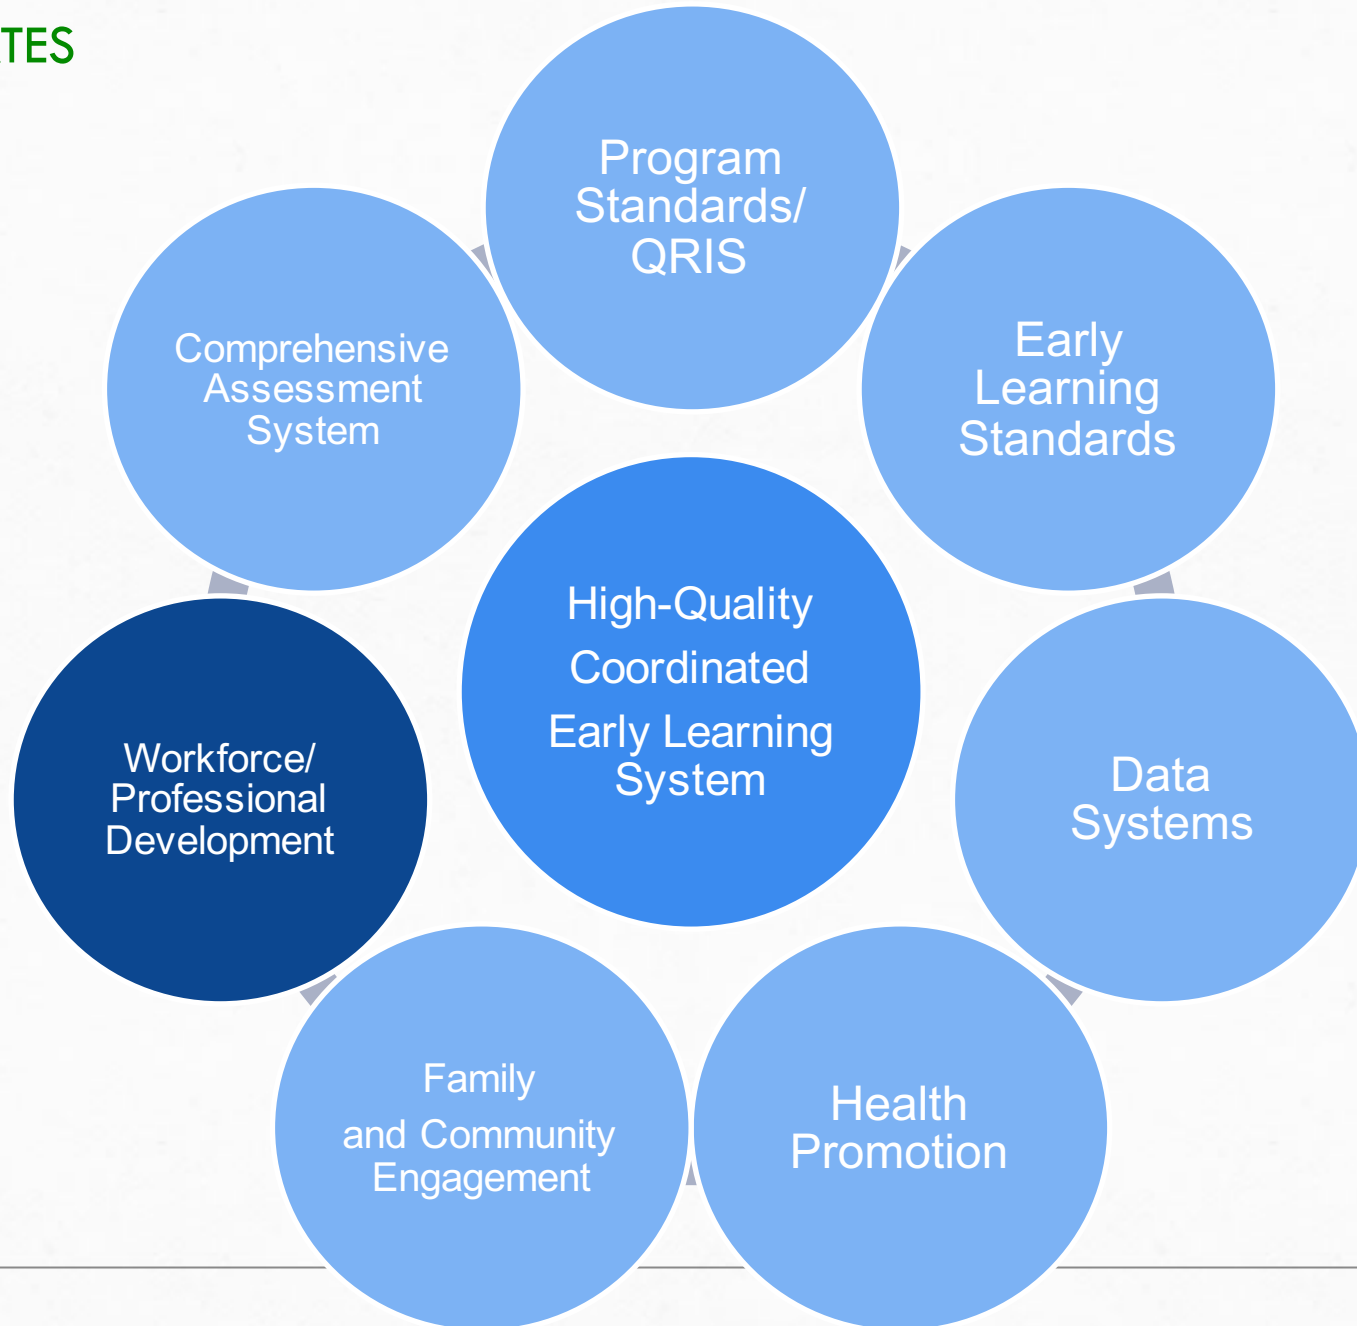 TES
Program
Standards/
QRIS
Early
Learning
Standards
Data
Systems
Health
Promotion
Family
and Community
Engagement
Workforce/
Professional
Development
Comprehensive
Assessment
System
High-Quality
Coordinated
Early Learning
System